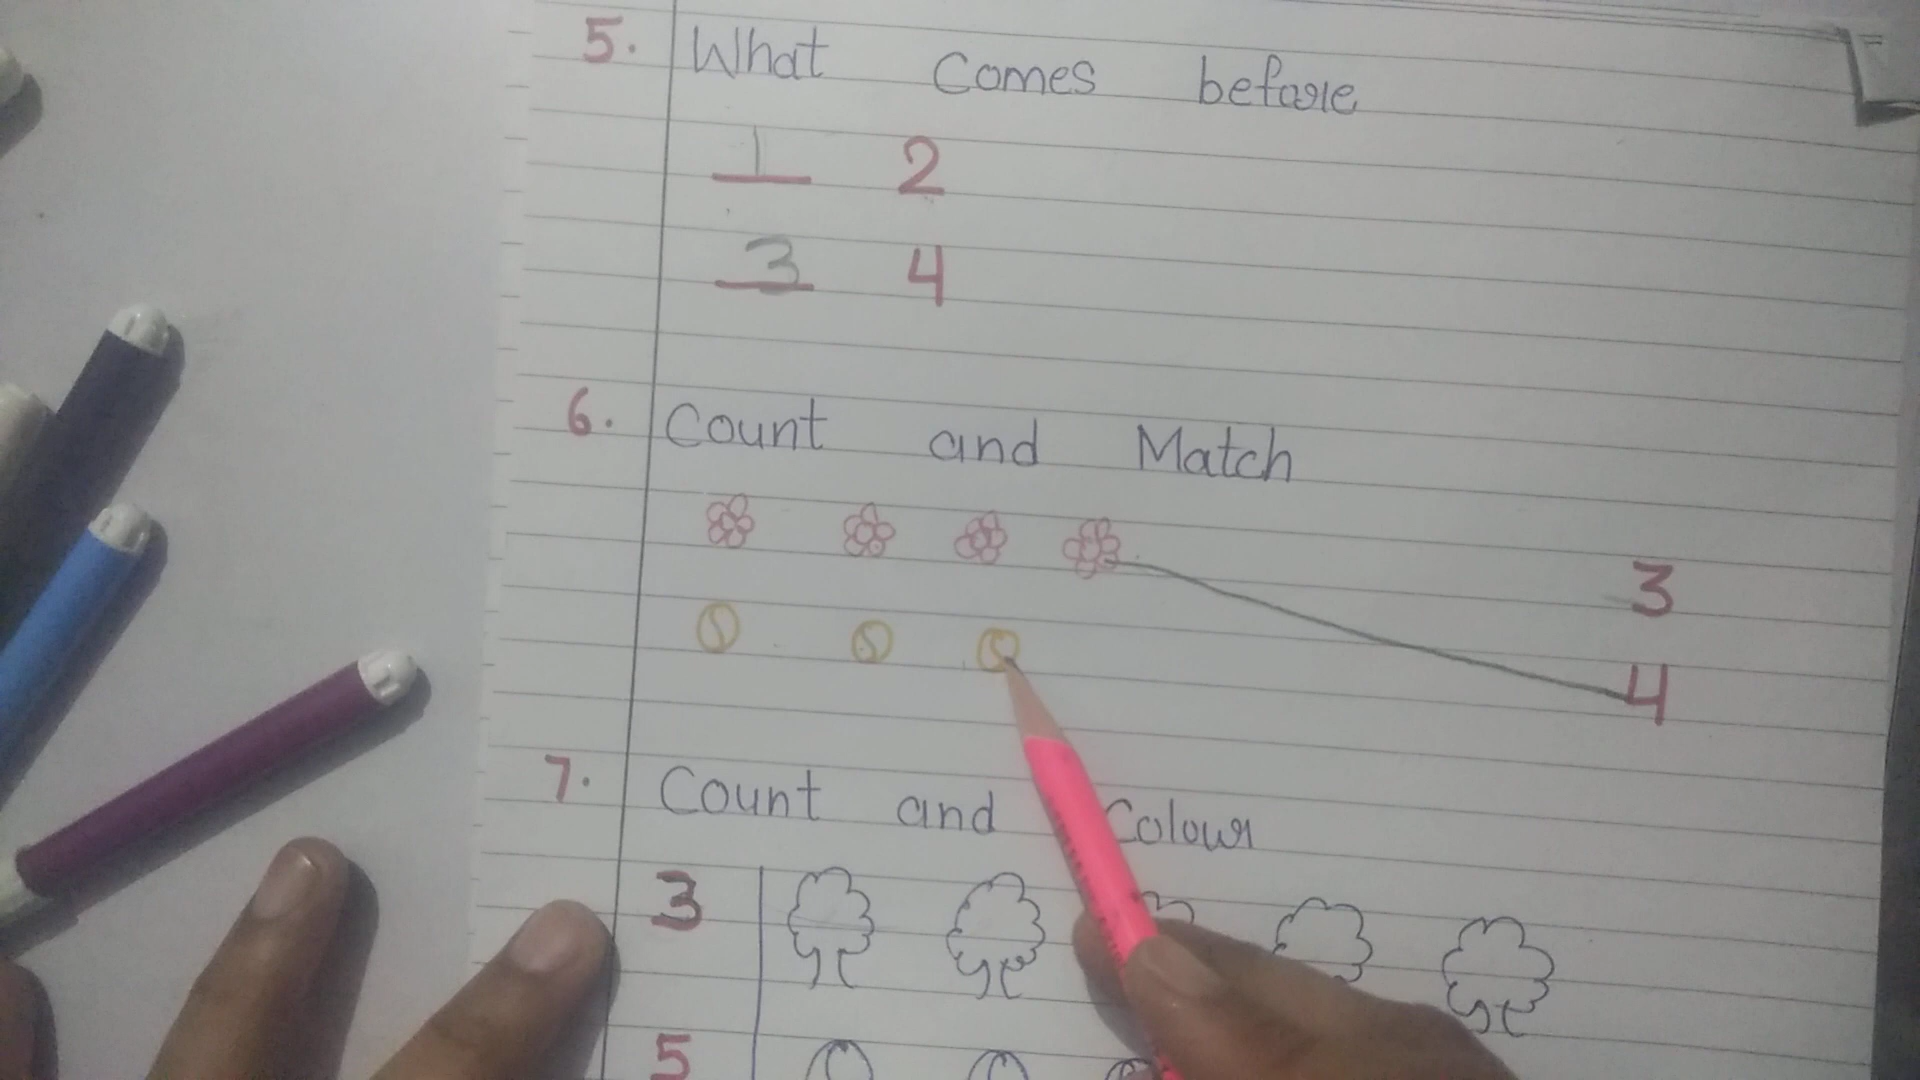 5. What comes before
1 2
3 4
6. Count and Match
3
4
7. Count and Colour
3
5